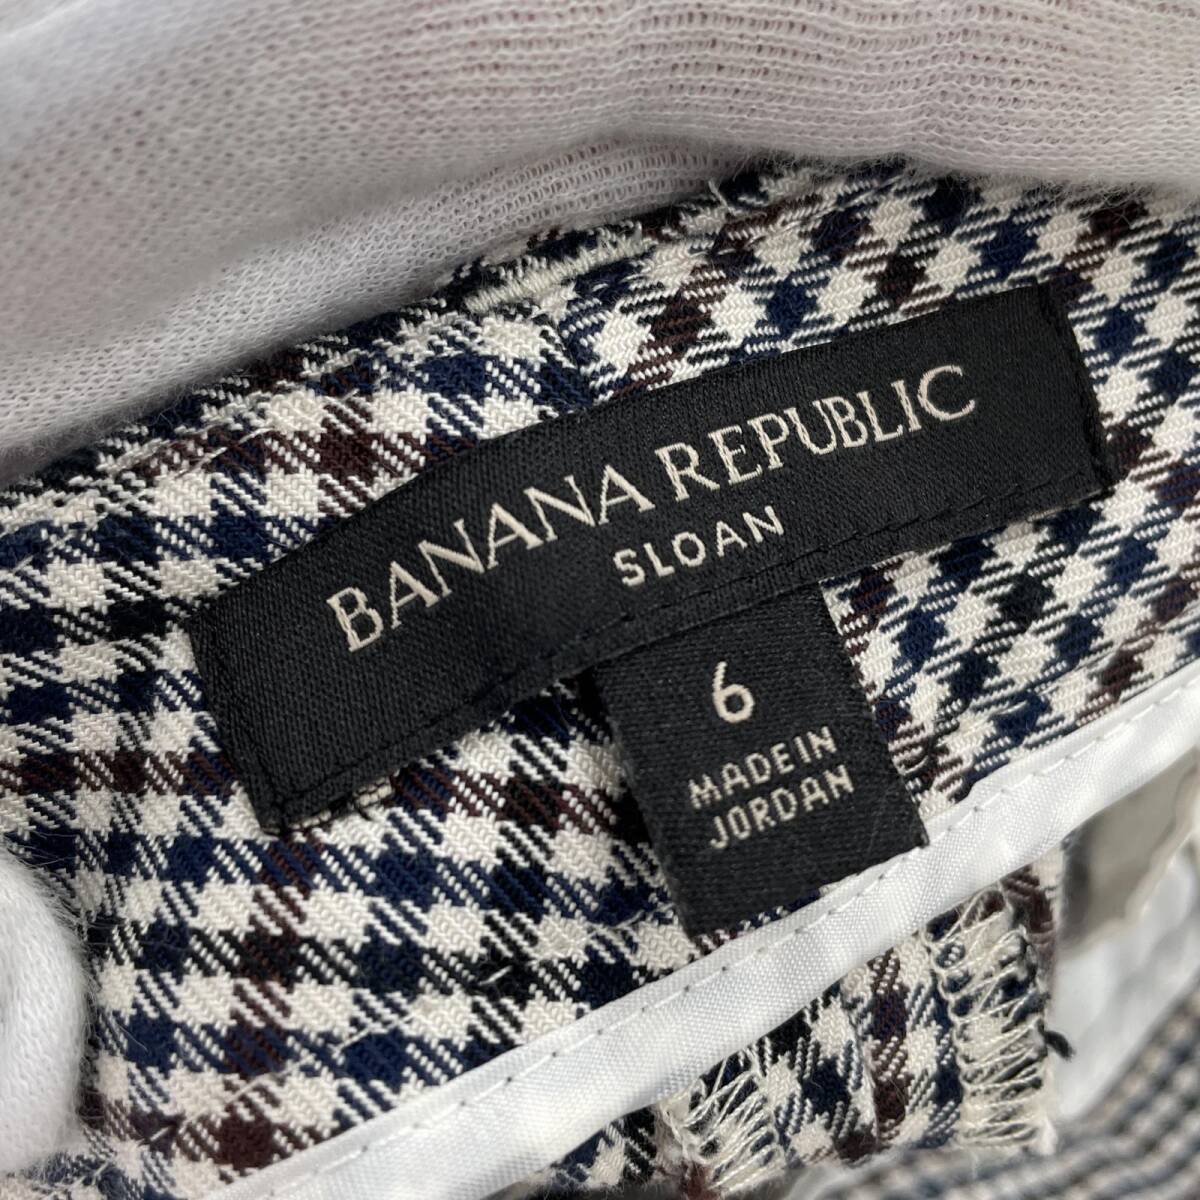 BANANA REPUBLIC
SLOAN
6
MADE IN
JORDAN